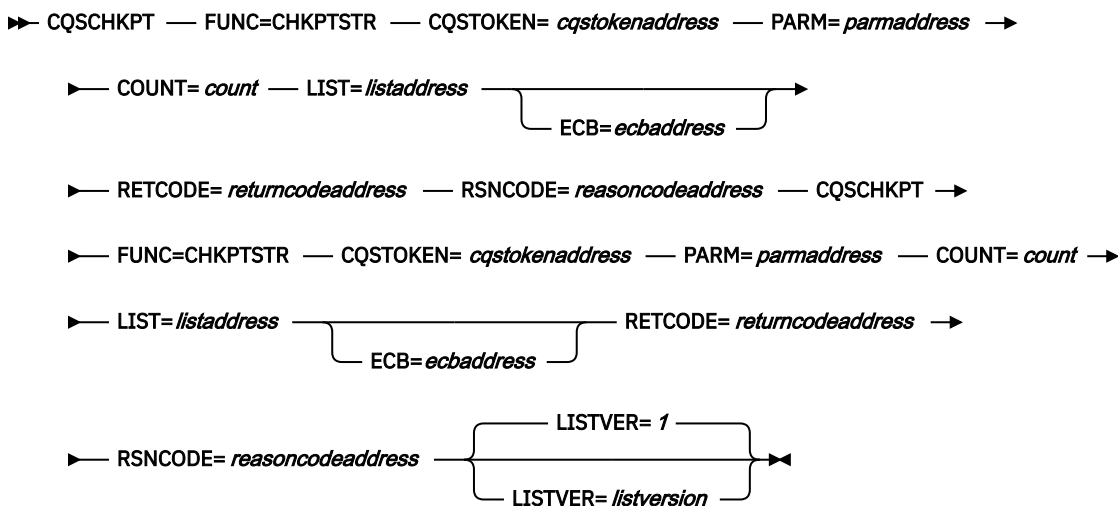 CQSCHKPT FUNC=CHKPTSTR CQSTOKEN= cqstokenaddress PARM= parmaddress
COUNT= count LIST= listaddress
ECB= ecbaddress
RETCODE= returncodeaddress RSNCODE= reasoncodeaddress CQSCHKPT
FUNC=CHKPTSTR CQSTOKEN= cqstokenaddress PARM= parmaddress COUNT= count
LIST= listaddress RETCODE= returncodeaddress
ECB= ecbaddress
LISTVER= 1
RSNCODE= reasoncodeaddress
LISTVER= listversion